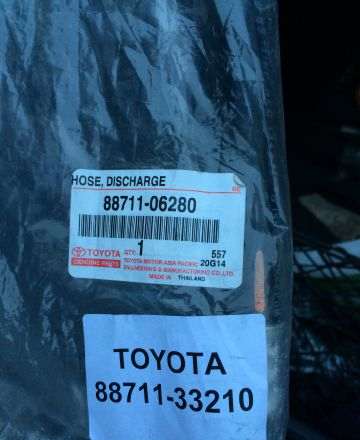 HOSE, DISCHARGE
88711-06280
TOYOTA QTY. 1 557
GENUINE PARTS TOYOTA MOTOR ASIA PACIFIC 20G14
ENGINEERING & MANUFACTURING CO.,LTD.
MADE IN THAILAND
TOYOTA
88711-33210